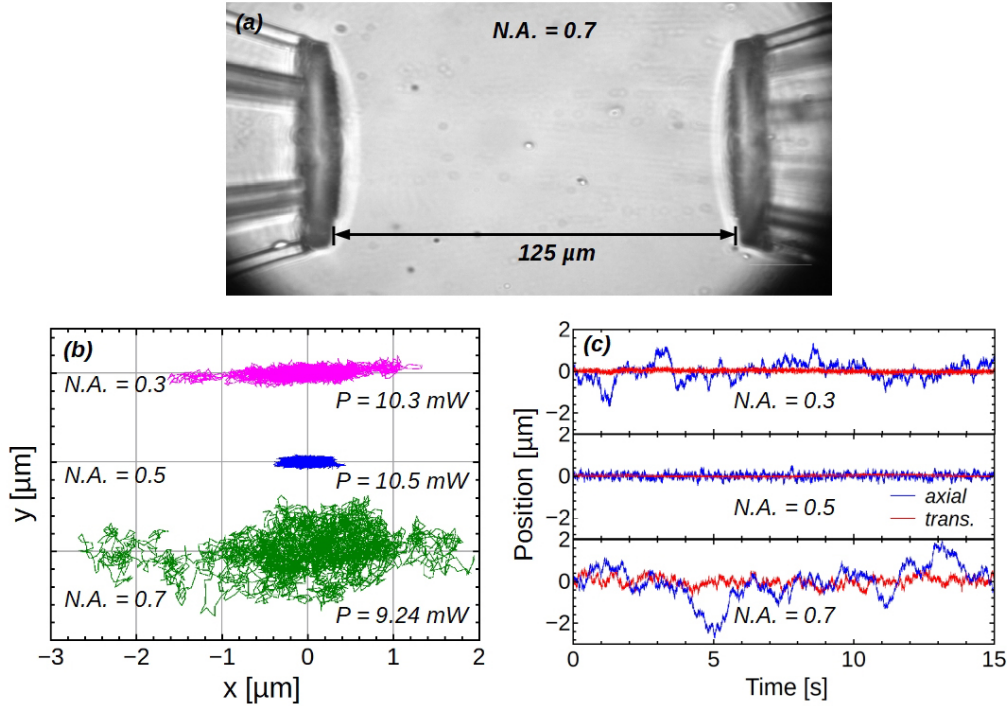 (a)
N.A. = 0.7
125 µm
(b)
N.A. = 0.3
P = 10.3 mW
N.A. = 0.5
P = 10.5 mW
N.A. = 0.7
P = 9.24 mW
y [µm]
−3 −2 −1 0 1 2
x [µm]
(c)
2
0
−2
N.A. = 0.3
2
0
−2
N.A. = 0.5
axial
trans.
2
0
−2
N.A. = 0.7
Position [µm]
0 5 10 15
Time [s]